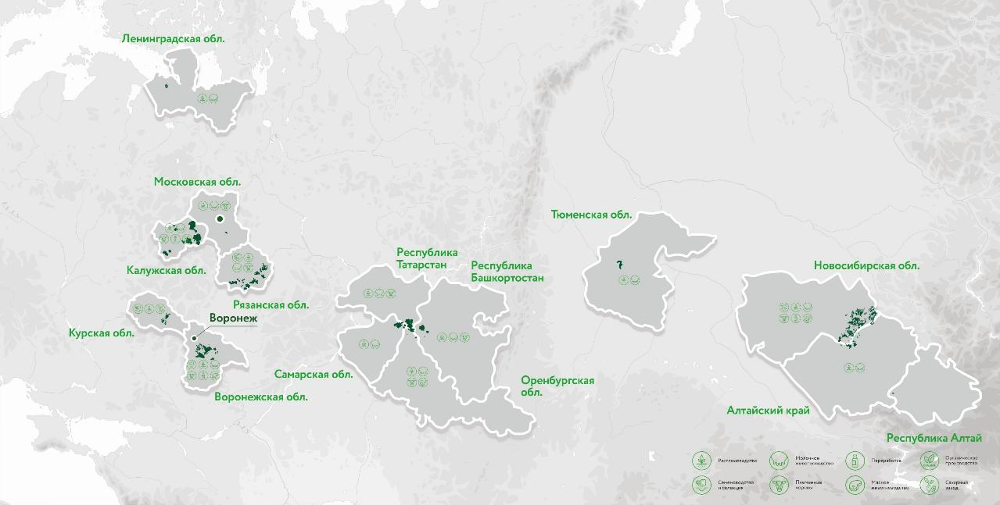 Ленинградская обл.
Московская обл.
Калужская обл.
Рязанская обл.
Воронеж
Курская обл.
Воронежская обл.
Республика
Татарстан
Республика
Башкортостан
Самарская обл.
Оренбургская
обл.
Тюменская обл.
Новосибирская обл.
Алтайский край
Республика Алтай
Растениеводство
Молочное
животноводство
Переработка
Органическое
производство
Семеноводство
и селекция
Племенные
коровы
Мясное
животноводство
Сахарный
завод